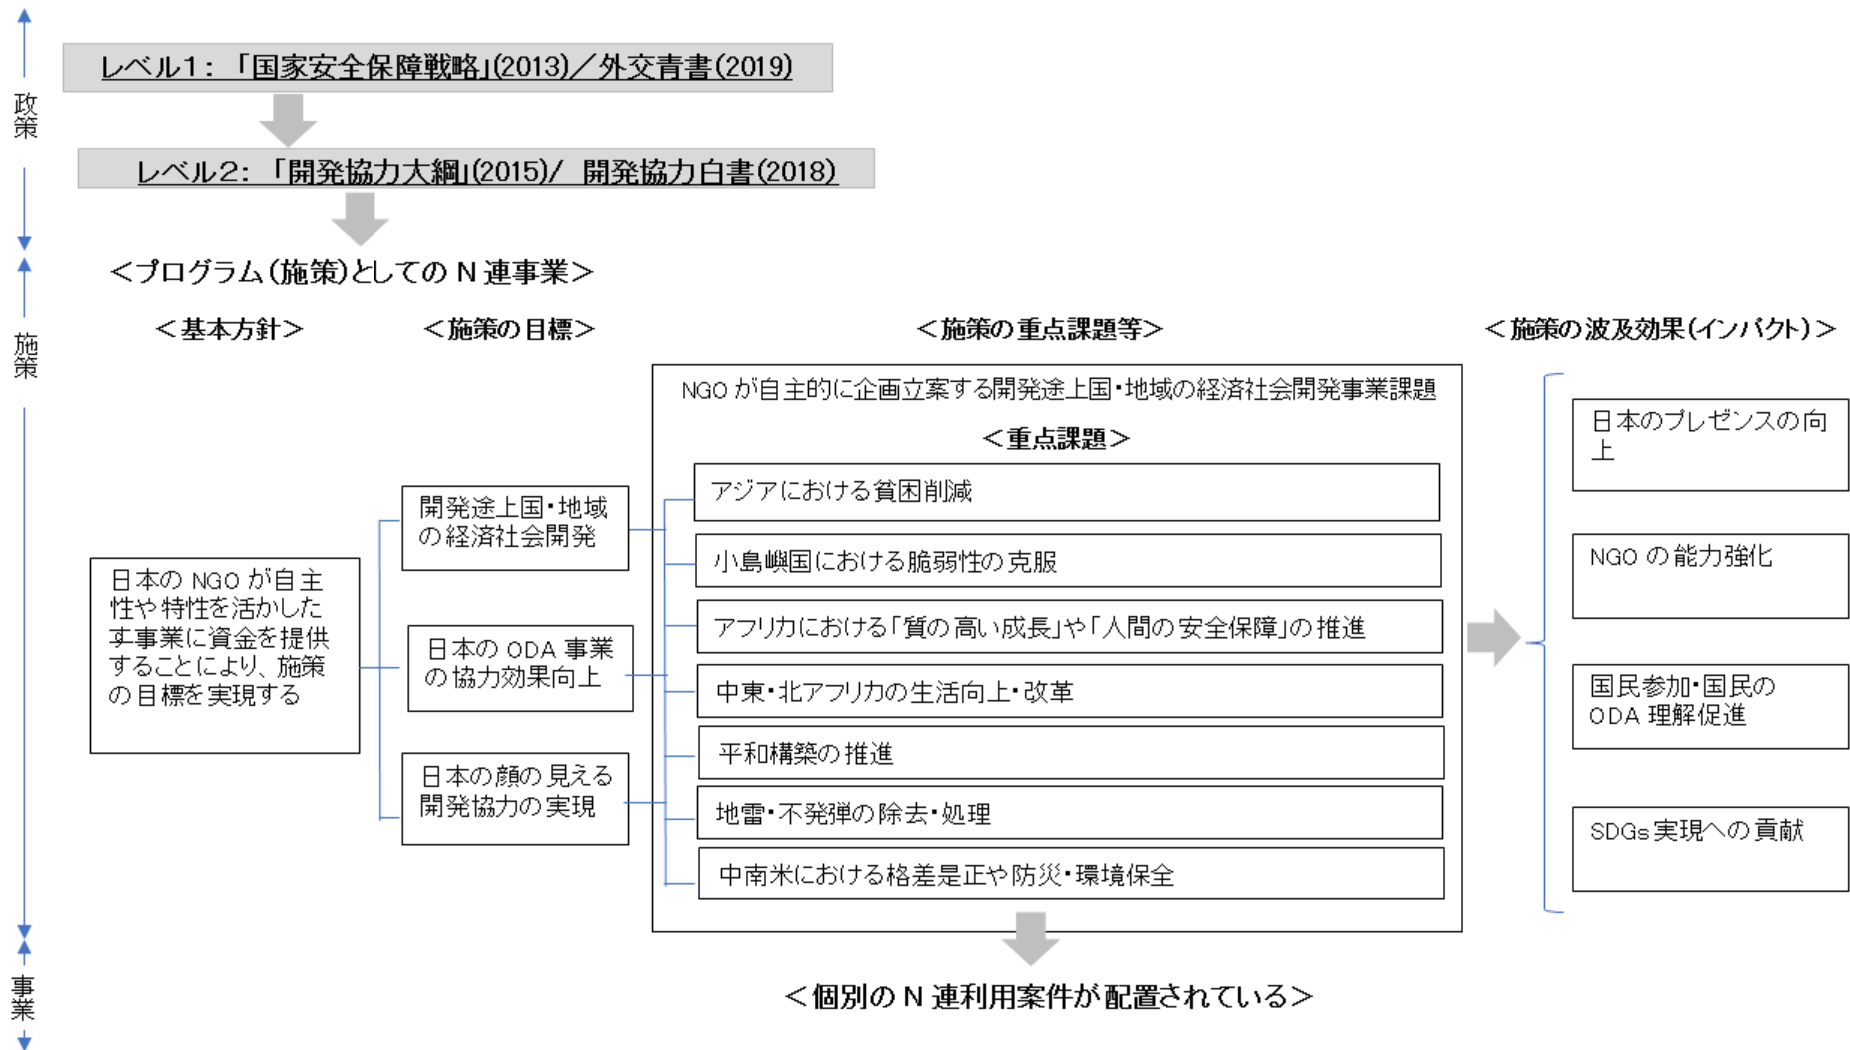 政策
レベル1：「国家安全保障戦略」(2013)／外交青書(2019)
レベル2：「開発協力大綱」(2015)/ 開発協力白書(2018)
施策
＜プログラム(施策)としての N 連事業＞
＜基本方針＞
＜施策の目標＞
＜施策の重点課題等＞
＜施策の波及効果(インパクト)＞
日本の NGO が自主
性や特性を活かした
す事業に資金を提供
することにより、施策
の目標を実現する
開発途上国・地域
の経済社会開発
日本の ODA 事業
の協力効果向上
日本の顔の見える
開発協力の実現
NGO が自主的に企画立案する開発途上国・地域の経済社会開発事業課題
＜重点課題＞
アジアにおける貧困削減
小島嶼国における脆弱性の克服
アフリカにおける「質の高い成長」や「人間の安全保障」の推進
中東・北アフリカの生活向上・改革
平和構築の推進
地雷・不発弾の除去・処理
中南米における格差是正や防災・環境保全
日本のプレゼンスの向
上
NGO の能力強化
国民参加・国民の
ODA 理解促進
SDGs 実現への貢献
事業
＜個別の N 連利用案件が配置されている＞